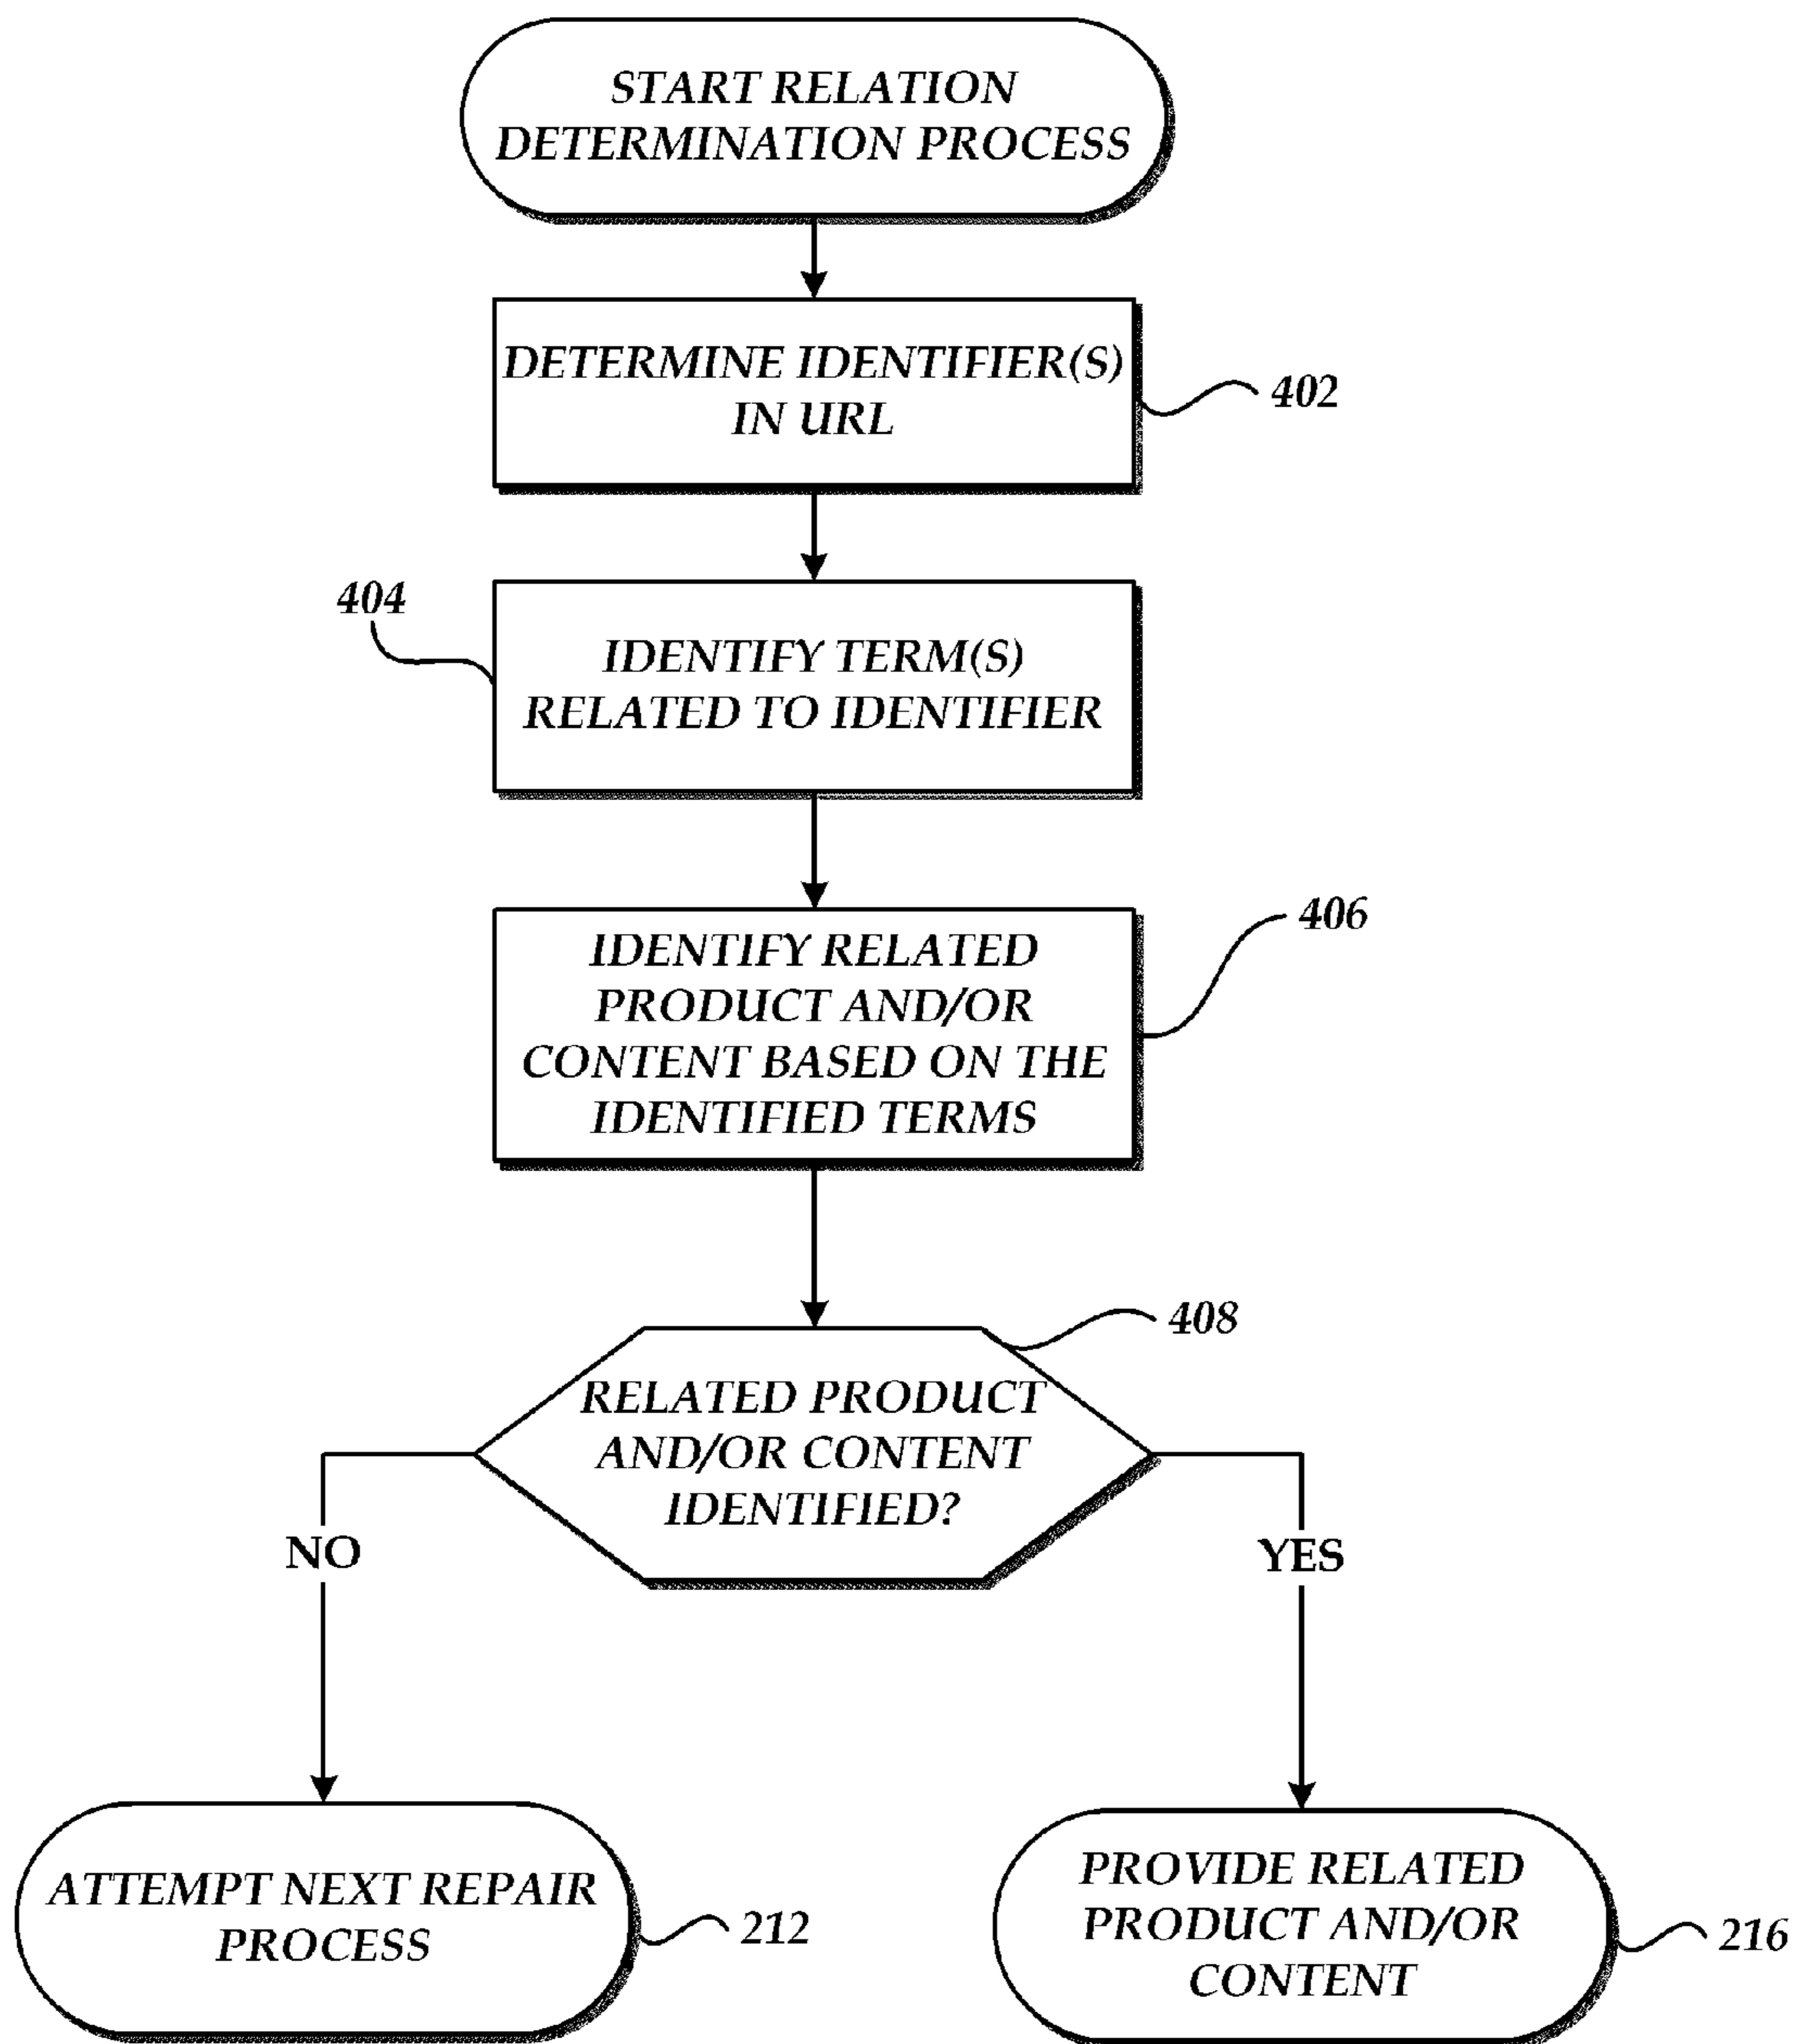 START RELATION
DETERMINATION PROCESS
DETERMINE IDENTIFIER(S)
IN URL
402
404
IDENTIFY TERM(S)
RELATED TO IDENTIFIER
406
IDENTIFY RELATED
PRODUCT AND/OR
CONTENT BASED ON THE
IDENTIFIED TERMS
408
RELATED PRODUCT
AND/OR CONTENT
IDENTIFIED?
NO
YES
ATTEMPT NEXT REPAIR
PROCESS
212
PROVIDE RELATED
PRODUCT AND/OR
CONTENT
216